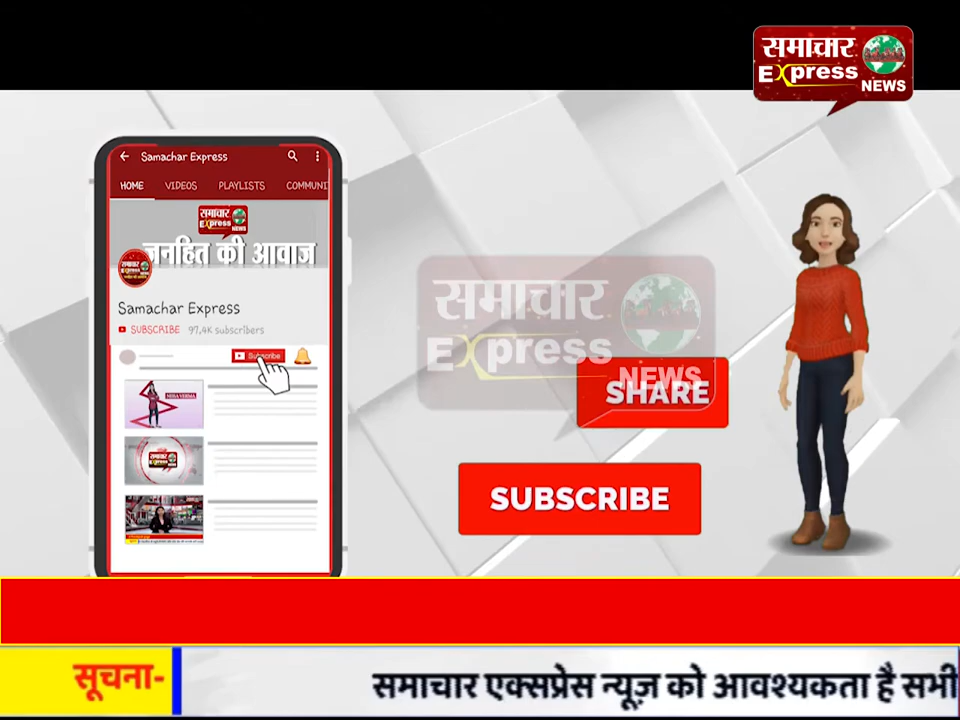 समाचार
Express
NEWS
Samachar Express
HOME VIDEOS PLAYLISTS COMMUNI
समाचार
Express
NEWS
जनहित की आवाज
Samachar Express
SUBSCRIBE 97,4K subscribers
Subscribe
समाचार
Express
NEWS
SHARE
SUBSCRIBE
सूचना- समाचार एक्सप्रेस न्यूज़ को आवश्यकता है सभी